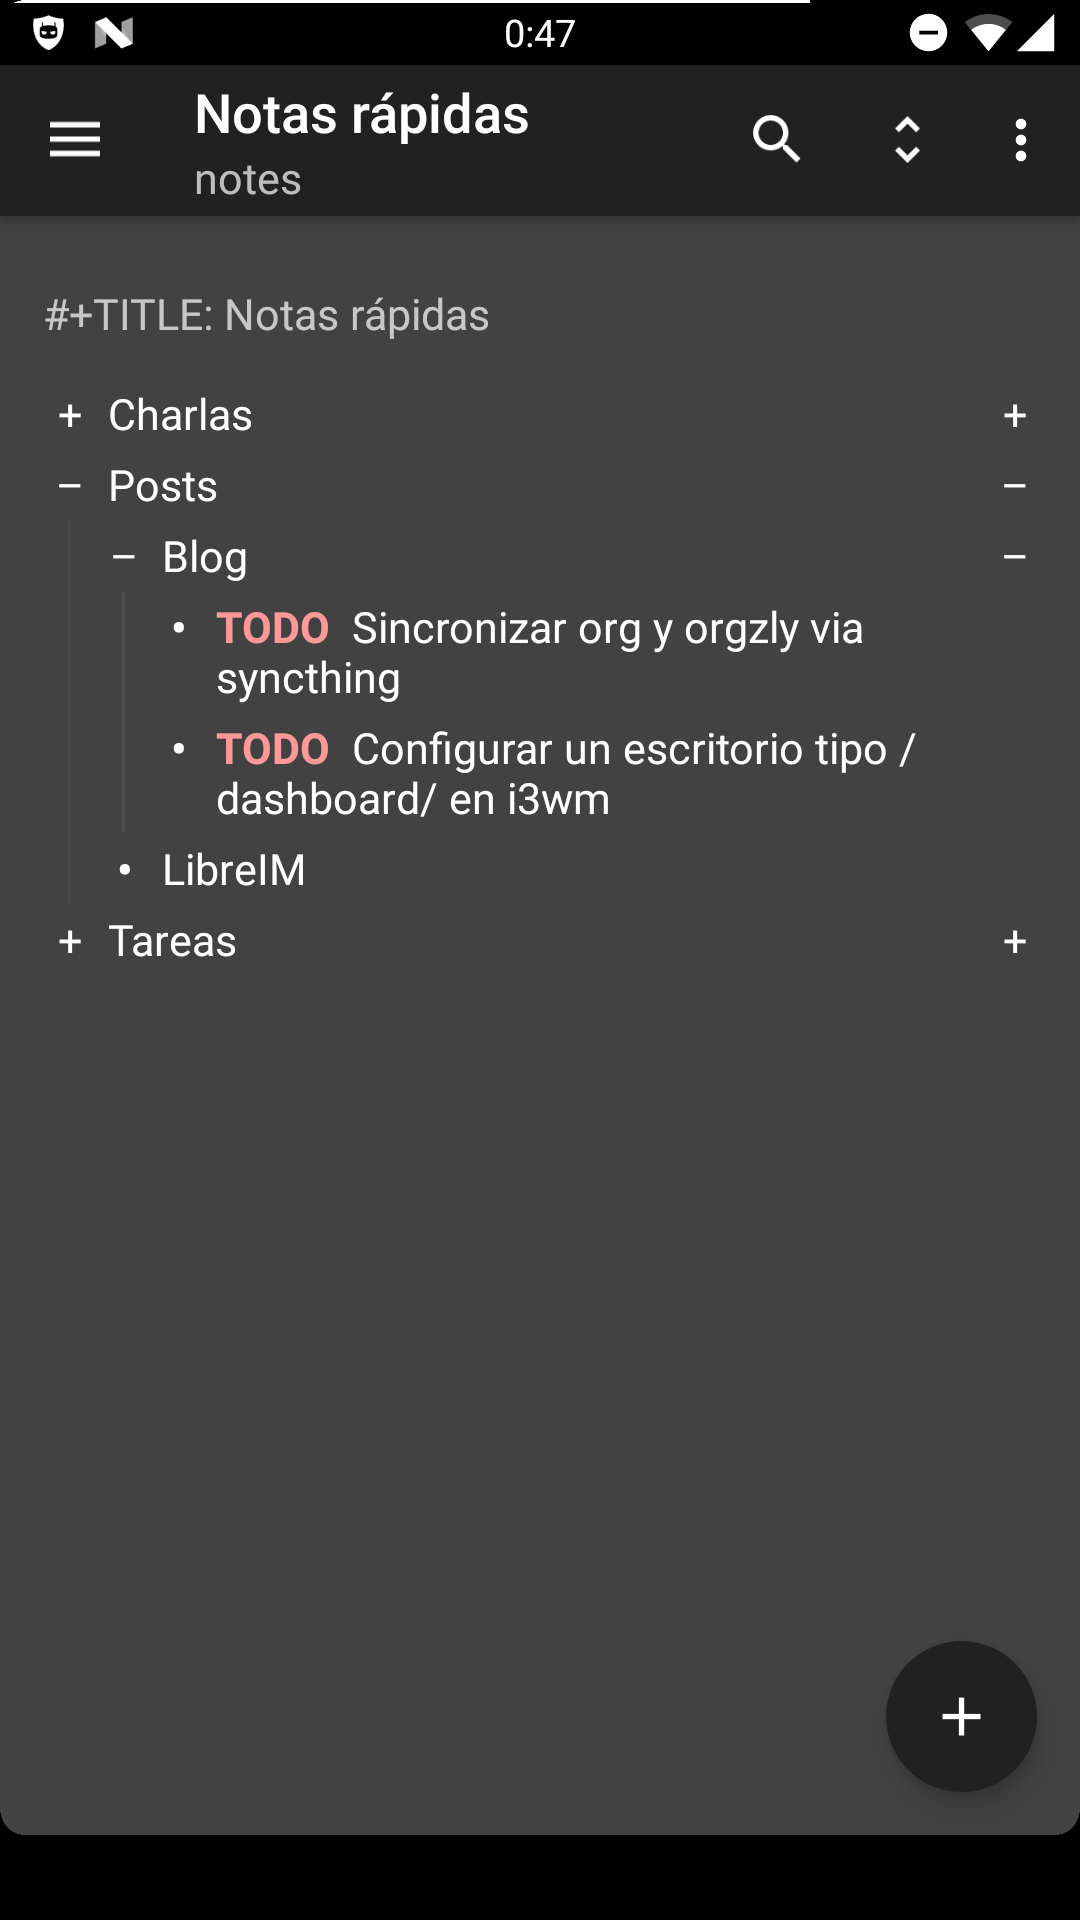 0:47
Notas rápidas
notes
#+TITLE: Notas rápidas
+ Charlas +
− Posts −
− Blog −
• TODO Sincronizar org y orgzly via
syncthing
• TODO Configurar un escritorio tipo /
dashboard/ en i3wm
• LibreIM
+ Tareas +
+